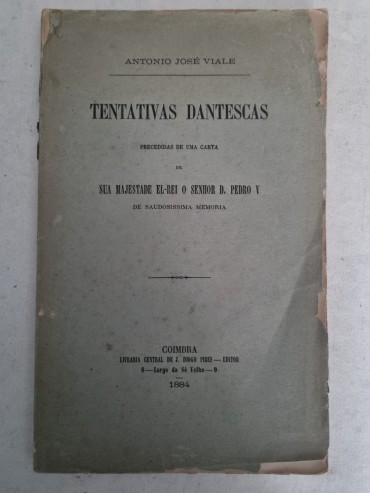 ANTONIO JOSÉ VIALE
TENTATIVAS DANTESCAS
PRECEDIDAS DE UMA CARTA
DE
SUA MAJESTADE EL-REI O SENHOR D. PEDRO V
DE SAUDOSISSIMA MEMORIA
COIMBRA
LIVRARIA CENTRAL DE J. DIOGO PIRES — EDITOR
8 — Largo da Sé Velha — 9
1884